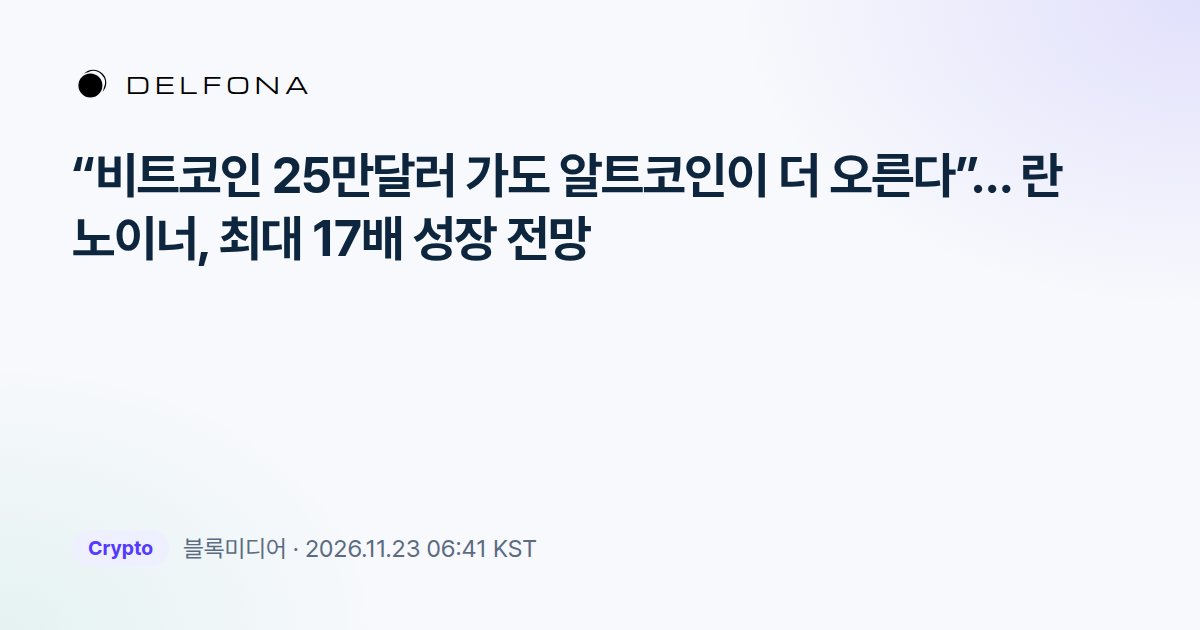 DELFONA
“비트코인 25만달러 가도 알트코인이 더 오른다”… 란
노이너, 최대 17배 성장 전망
Crypto 블록미디어 · 2026.11.23 06:41 KST